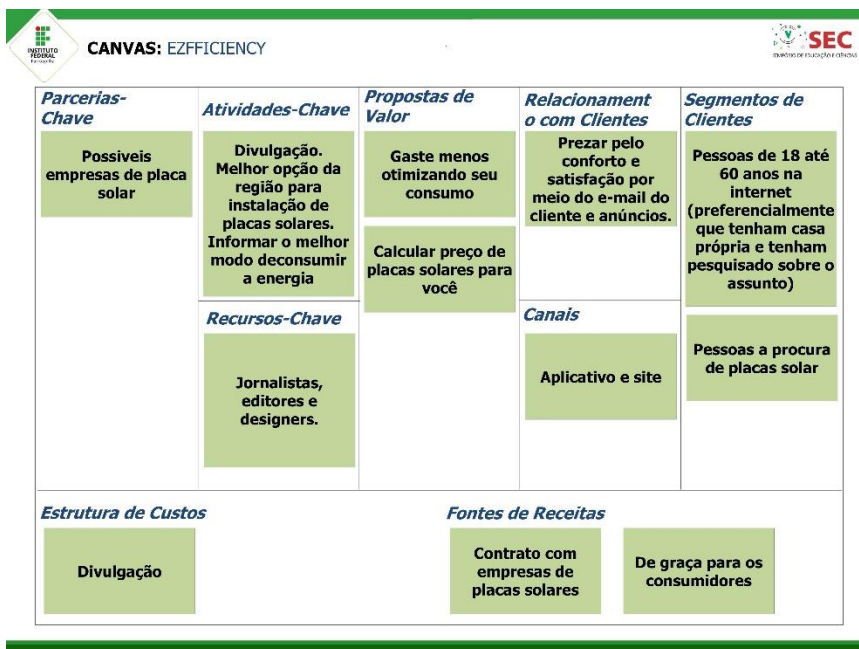 INSTITUTO
FEDERAL
CANVAS: EZFFICIENCY
SEC
SIMPÓSIO DE EDUCAÇÃO E CIÊNCIAS
Parcerias-
Chave
Possiveis
empresas de placa
solar
Atividades-Chave
Divulgação.
Melhor opção da
região para
instalação de
placas solares.
Informar o melhor
modo deconsumir
a energia
Recursos-Chave
Jornalistas,
editores e
designers.
Propostas de
Valor
Gaste menos
otimizando seu
consumo
Calcular preço de
placas solares para
você
Relacionament
o com Clientes
Prezar pelo
conforto e
satisfação por
meio do e-mail do
cliente e anúncios.
Canais
Aplicativo e site
Segmentos de
Clientes
Pessoas de 18 até
60 anos na
internet
(preferencialmente
que tenham casa
própria e tenham
pesquisado sobre o
assunto)
Pessoas a procura
de placas solar
Estrutura de Custos
Divulgação
Fontes de Receitas
Contrato com
empresas de
placas solares
De graça para os
consumidores